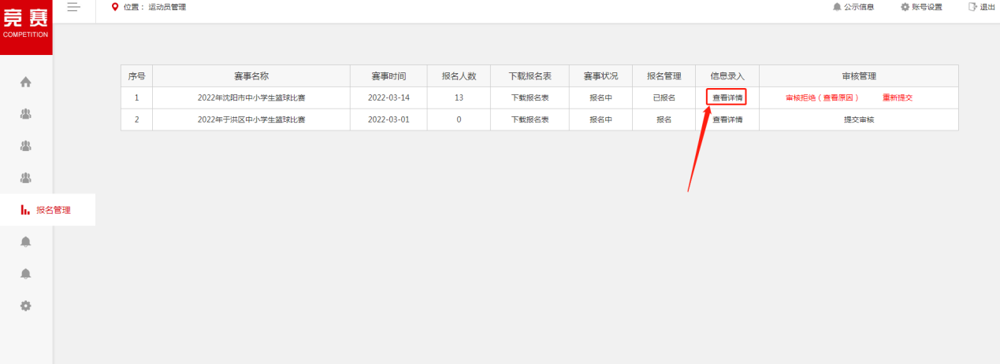 竞赛
COMPETITION
位置： 运动员管理
公示信息 账号设置 退出
序号 赛事名称 赛事时间 报名人数 下载报名表 赛事状况 报名管理 信息录入 审核管理
1 2022年沈阳市中小学生篮球比赛 2022-03-14 13 下载报名表 报名中 已报名 查看详情 审核拒绝（查看原因） 重新提交
2 2022年于洪区中小学生篮球比赛 2022-03-01 0 下载报名表 报名中 报名 查看详情 提交审核
报名管理